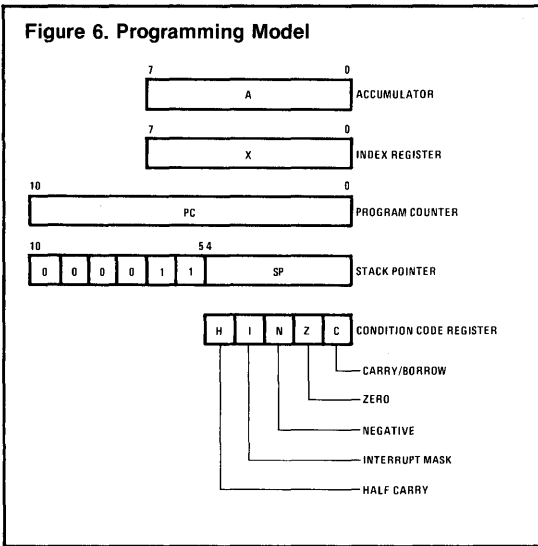 Figure 6. Programming Model
7 0
A ACCUMULATOR
7 0
X INDEX REGISTER
10 0
PC PROGRAM COUNTER
10 5 4
0 0 0 0 1 1 SP STACK POINTER
H I N Z C CONDITION CODE REGISTER
CARRY/BORROW
ZERO
NEGATIVE
INTERRUPT MASK
HALF CARRY